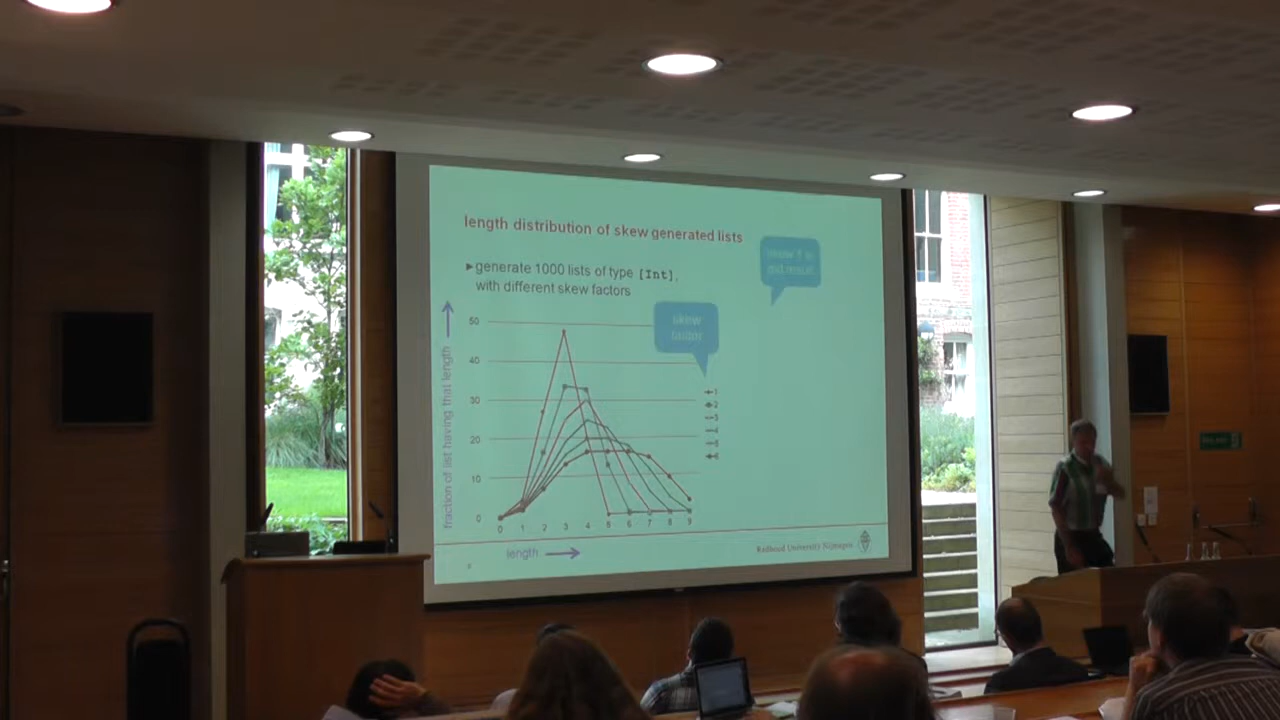 length distribution of skew generated lists
►generate 1000 lists of type [Int],
with different skew factors
skew
factor
fraction of list having that length
50
40
30
20
10
0
0 1 2 3 4 5 6 7 8 9
length
1
2
Radboud University Nijmegen